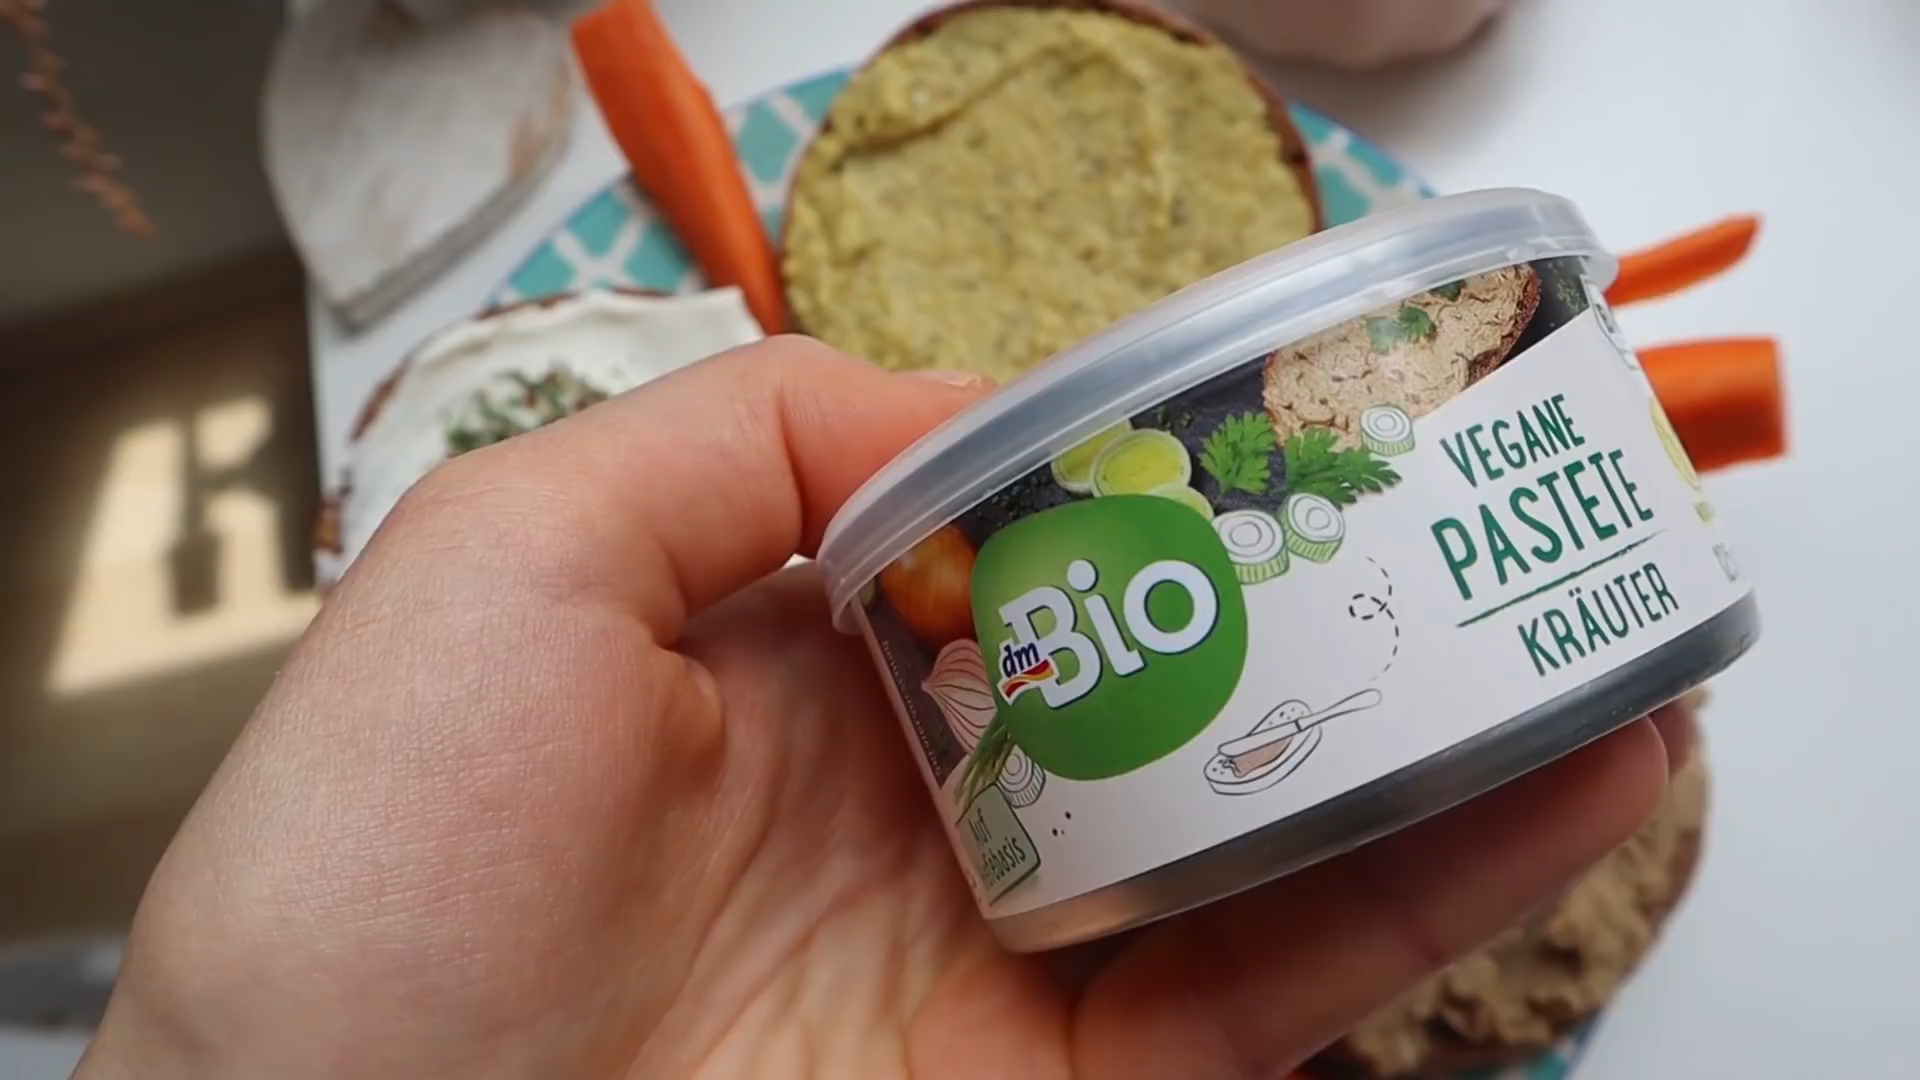 dm
Bio
VEGANE
PASTETE
KRÄUTER
Auf